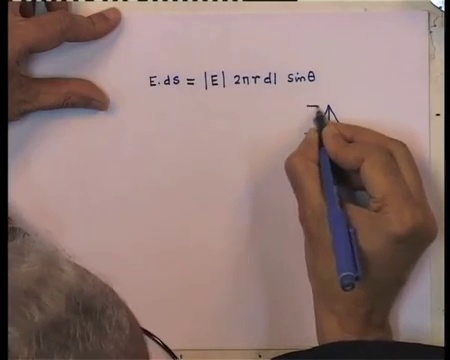 E.ds = |E| 2πr dl sinθ